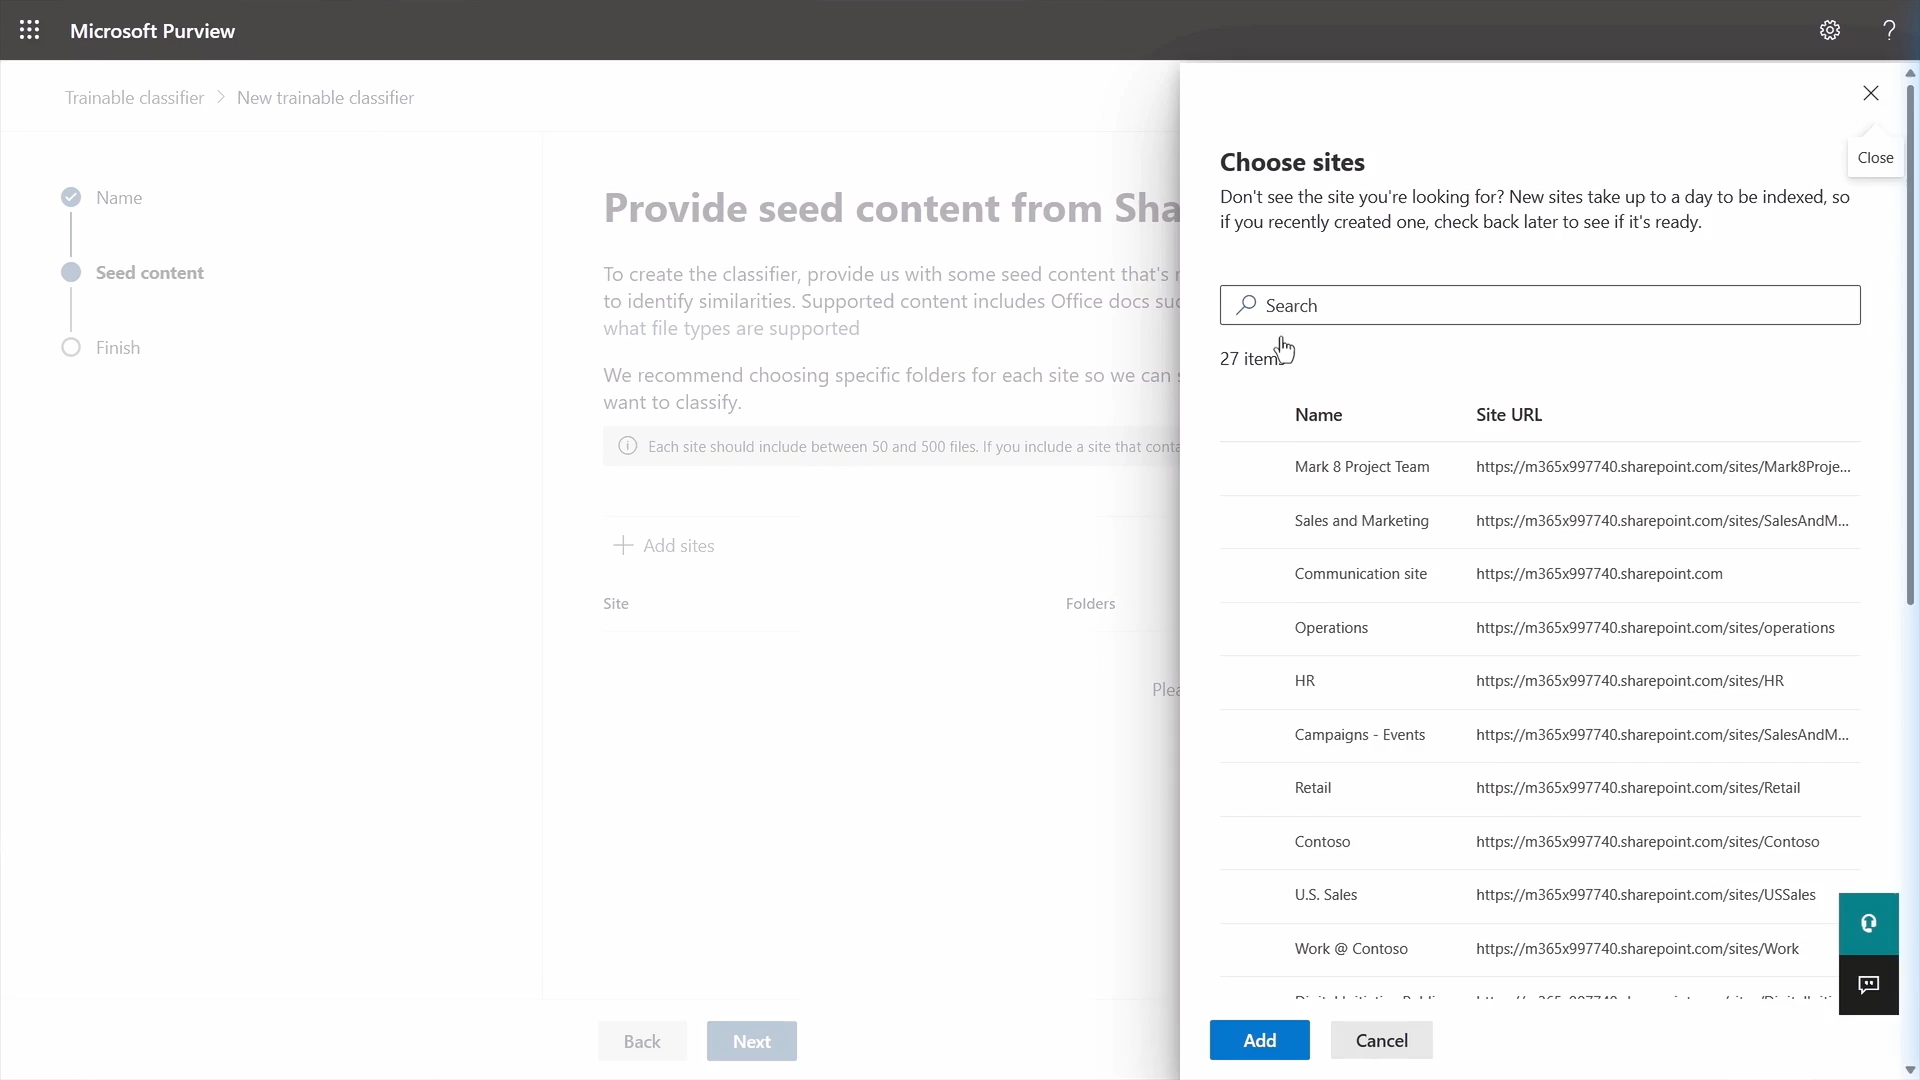 Microsoft Purview
?
Trainable classifier > New trainable classifier
Name
Seed content
Finish
Provide seed content from Sha
To create the classifier, provide us with some seed content that's
to identify similarities. Supported content includes Office docs suc
what file types are supported
We recommend choosing specific folders for each site so we can
want to classify.
Each site should include between 50 and 500 files. If you include a site that conta
+ Add sites
Site Folders
Plea
Back Next
Close
Choose sites
Don't see the site you're looking for? New sites take up to a day to be indexed, so
if you recently created one, check back later to see if it's ready.
Search
27 items
Name Site URL
Mark 8 Project Team https://m365x997740.sharepoint.com/sites/Mark8Proje...
Sales and Marketing https://m365x997740.sharepoint.com/sites/SalesAndM...
Communication site https://m365x997740.sharepoint.com
Operations https://m365x997740.sharepoint.com/sites/operations
HR https://m365x997740.sharepoint.com/sites/HR
Campaigns - Events https://m365x997740.sharepoint.com/sites/SalesAndM...
Retail https://m365x997740.sharepoint.com/sites/Retail
Contoso https://m365x997740.sharepoint.com/sites/Contoso
U.S. Sales https://m365x997740.sharepoint.com/sites/USSales
Work @ Contoso https://m365x997740.sharepoint.com/sites/Work
Add Cancel